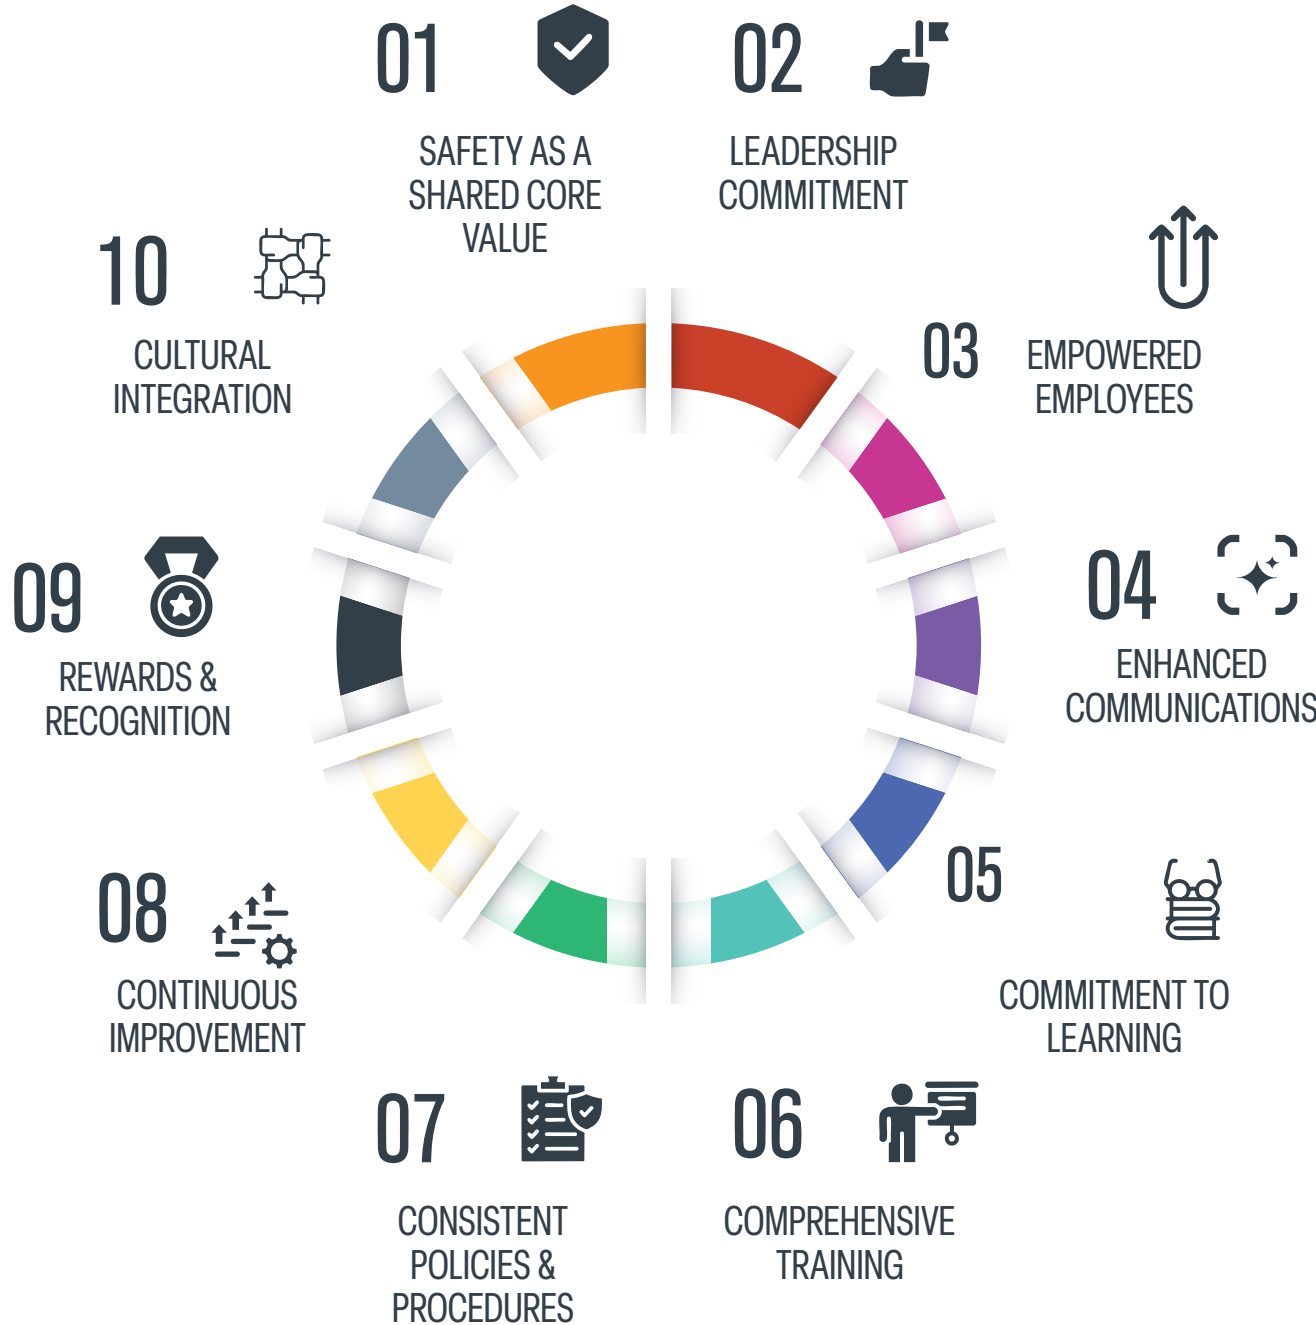 01
SAFETY AS A
SHARED CORE
VALUE
02
LEADERSHIP
COMMITMENT
03
EMPOWERED
EMPLOYEES
04
ENHANCED
COMMUNICATIONS
05
COMMITMENT TO
LEARNING
06
COMPREHENSIVE
TRAINING
07
CONSISTENT
POLICIES &
PROCEDURES
08
CONTINUOUS
IMPROVEMENT
09
REWARDS &
RECOGNITION
10
CULTURAL
INTEGRATION